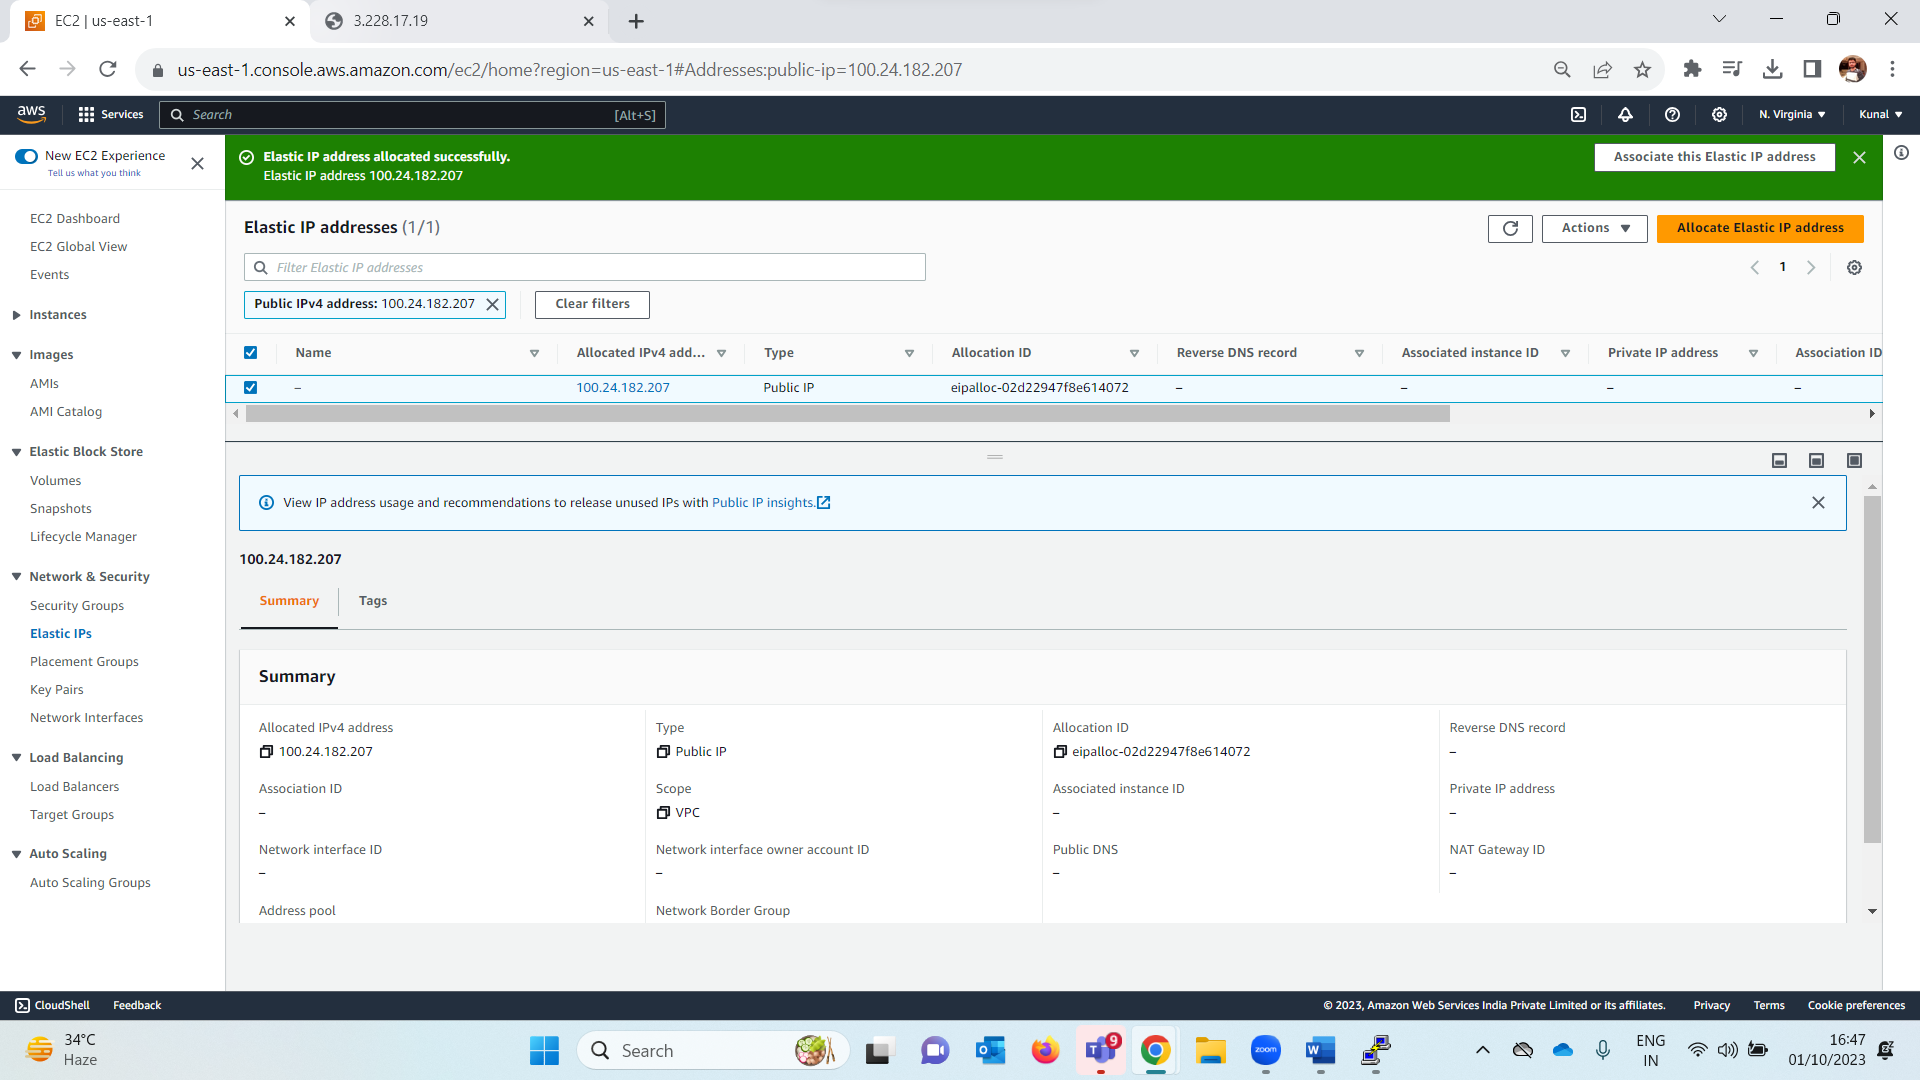 EC2 | us-east-1
3.228.17.19
us-east-1.console.aws.amazon.com/ec2/home?region=us-east-1#Addresses:public-ip=100.24.182.207
aws
Services
Search
[Alt+S]
N. Virginia
Kunal
New EC2 Experience
Tell us what you think
EC2 Dashboard
EC2 Global View
Events
Instances
Images
AMIs
AMI Catalog
Elastic Block Store
Volumes
Snapshots
Lifecycle Manager
Network & Security
Security Groups
Elastic IPs
Placement Groups
Key Pairs
Network Interfaces
Load Balancing
Load Balancers
Target Groups
Auto Scaling
Auto Scaling Groups
Elastic IP address allocated successfully.
Elastic IP address 100.24.182.207
Associate this Elastic IP address
Elastic IP addresses (1/1)
Actions
Allocate Elastic IP address
Filter Elastic IP addresses
1
Public IPv4 address: 100.24.182.207
Clear filters
Name
Allocated IPv4 add...
Type
Allocation ID
Reverse DNS record
Associated instance ID
Private IP address
Association ID
–
100.24.182.207
Public IP
eipalloc-02d22947f8e614072
–
–
–
–
View IP address usage and recommendations to release unused IPs with Public IP insights.
100.24.182.207
Summary
Tags
Summary
Allocated IPv4 address
100.24.182.207
Type
Public IP
Allocation ID
eipalloc-02d22947f8e614072
Reverse DNS record
–
Association ID
–
Scope
VPC
Associated instance ID
–
Private IP address
–
Network interface ID
–
Network interface owner account ID
–
Public DNS
–
NAT Gateway ID
–
Address pool
Network Border Group
CloudShell
Feedback
© 2023, Amazon Web Services India Private Limited or its affiliates.
Privacy
Terms
Cookie preferences
34°C
Haze
Search
9
zoom
ENG
IN
16:47
01/10/2023